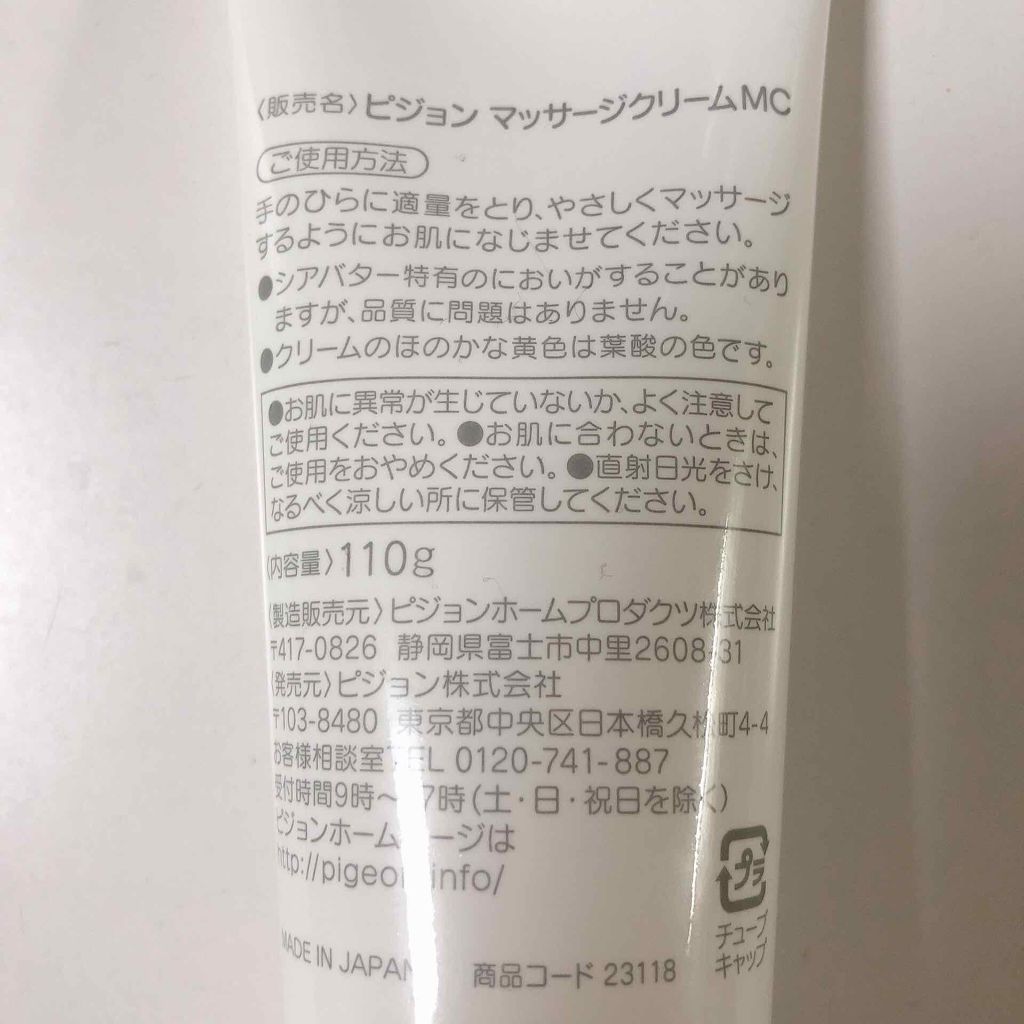 〈販売名〉ピジョン マッサージクリームMC
ご使用方法
手のひらに適量をとり、やさしくマッサージ
するようにお肌になじませてください。
●シアバター特有のにおいがすることがあり
ますが、品質に問題はありません。
●クリームのほのかな黄色は葉酸の色です。
●お肌に異常が生じていないか、よく注意して
ご使用ください。●お肌に合わないときは、
ご使用をおやめください。●直射日光をさけ、
なるべく涼しい所に保管してください。
〈内容量〉110g
〈製造販売元〉ピジョンホームプロダクツ株式会社
〒417-0826 静岡県富士市中里2608-31
〈発売元〉ピジョン株式会社
〒103-8480 東京都中央区日本橋久松町4-4
お客様相談室TEL 0120-741-887
受付時間9時〜17時(土・日・祝日を除く)
ピジョンホームページは
http://pigeon.info/
プラ
チューブ
キャップ
MADE IN JAPAN 商品コード 23118